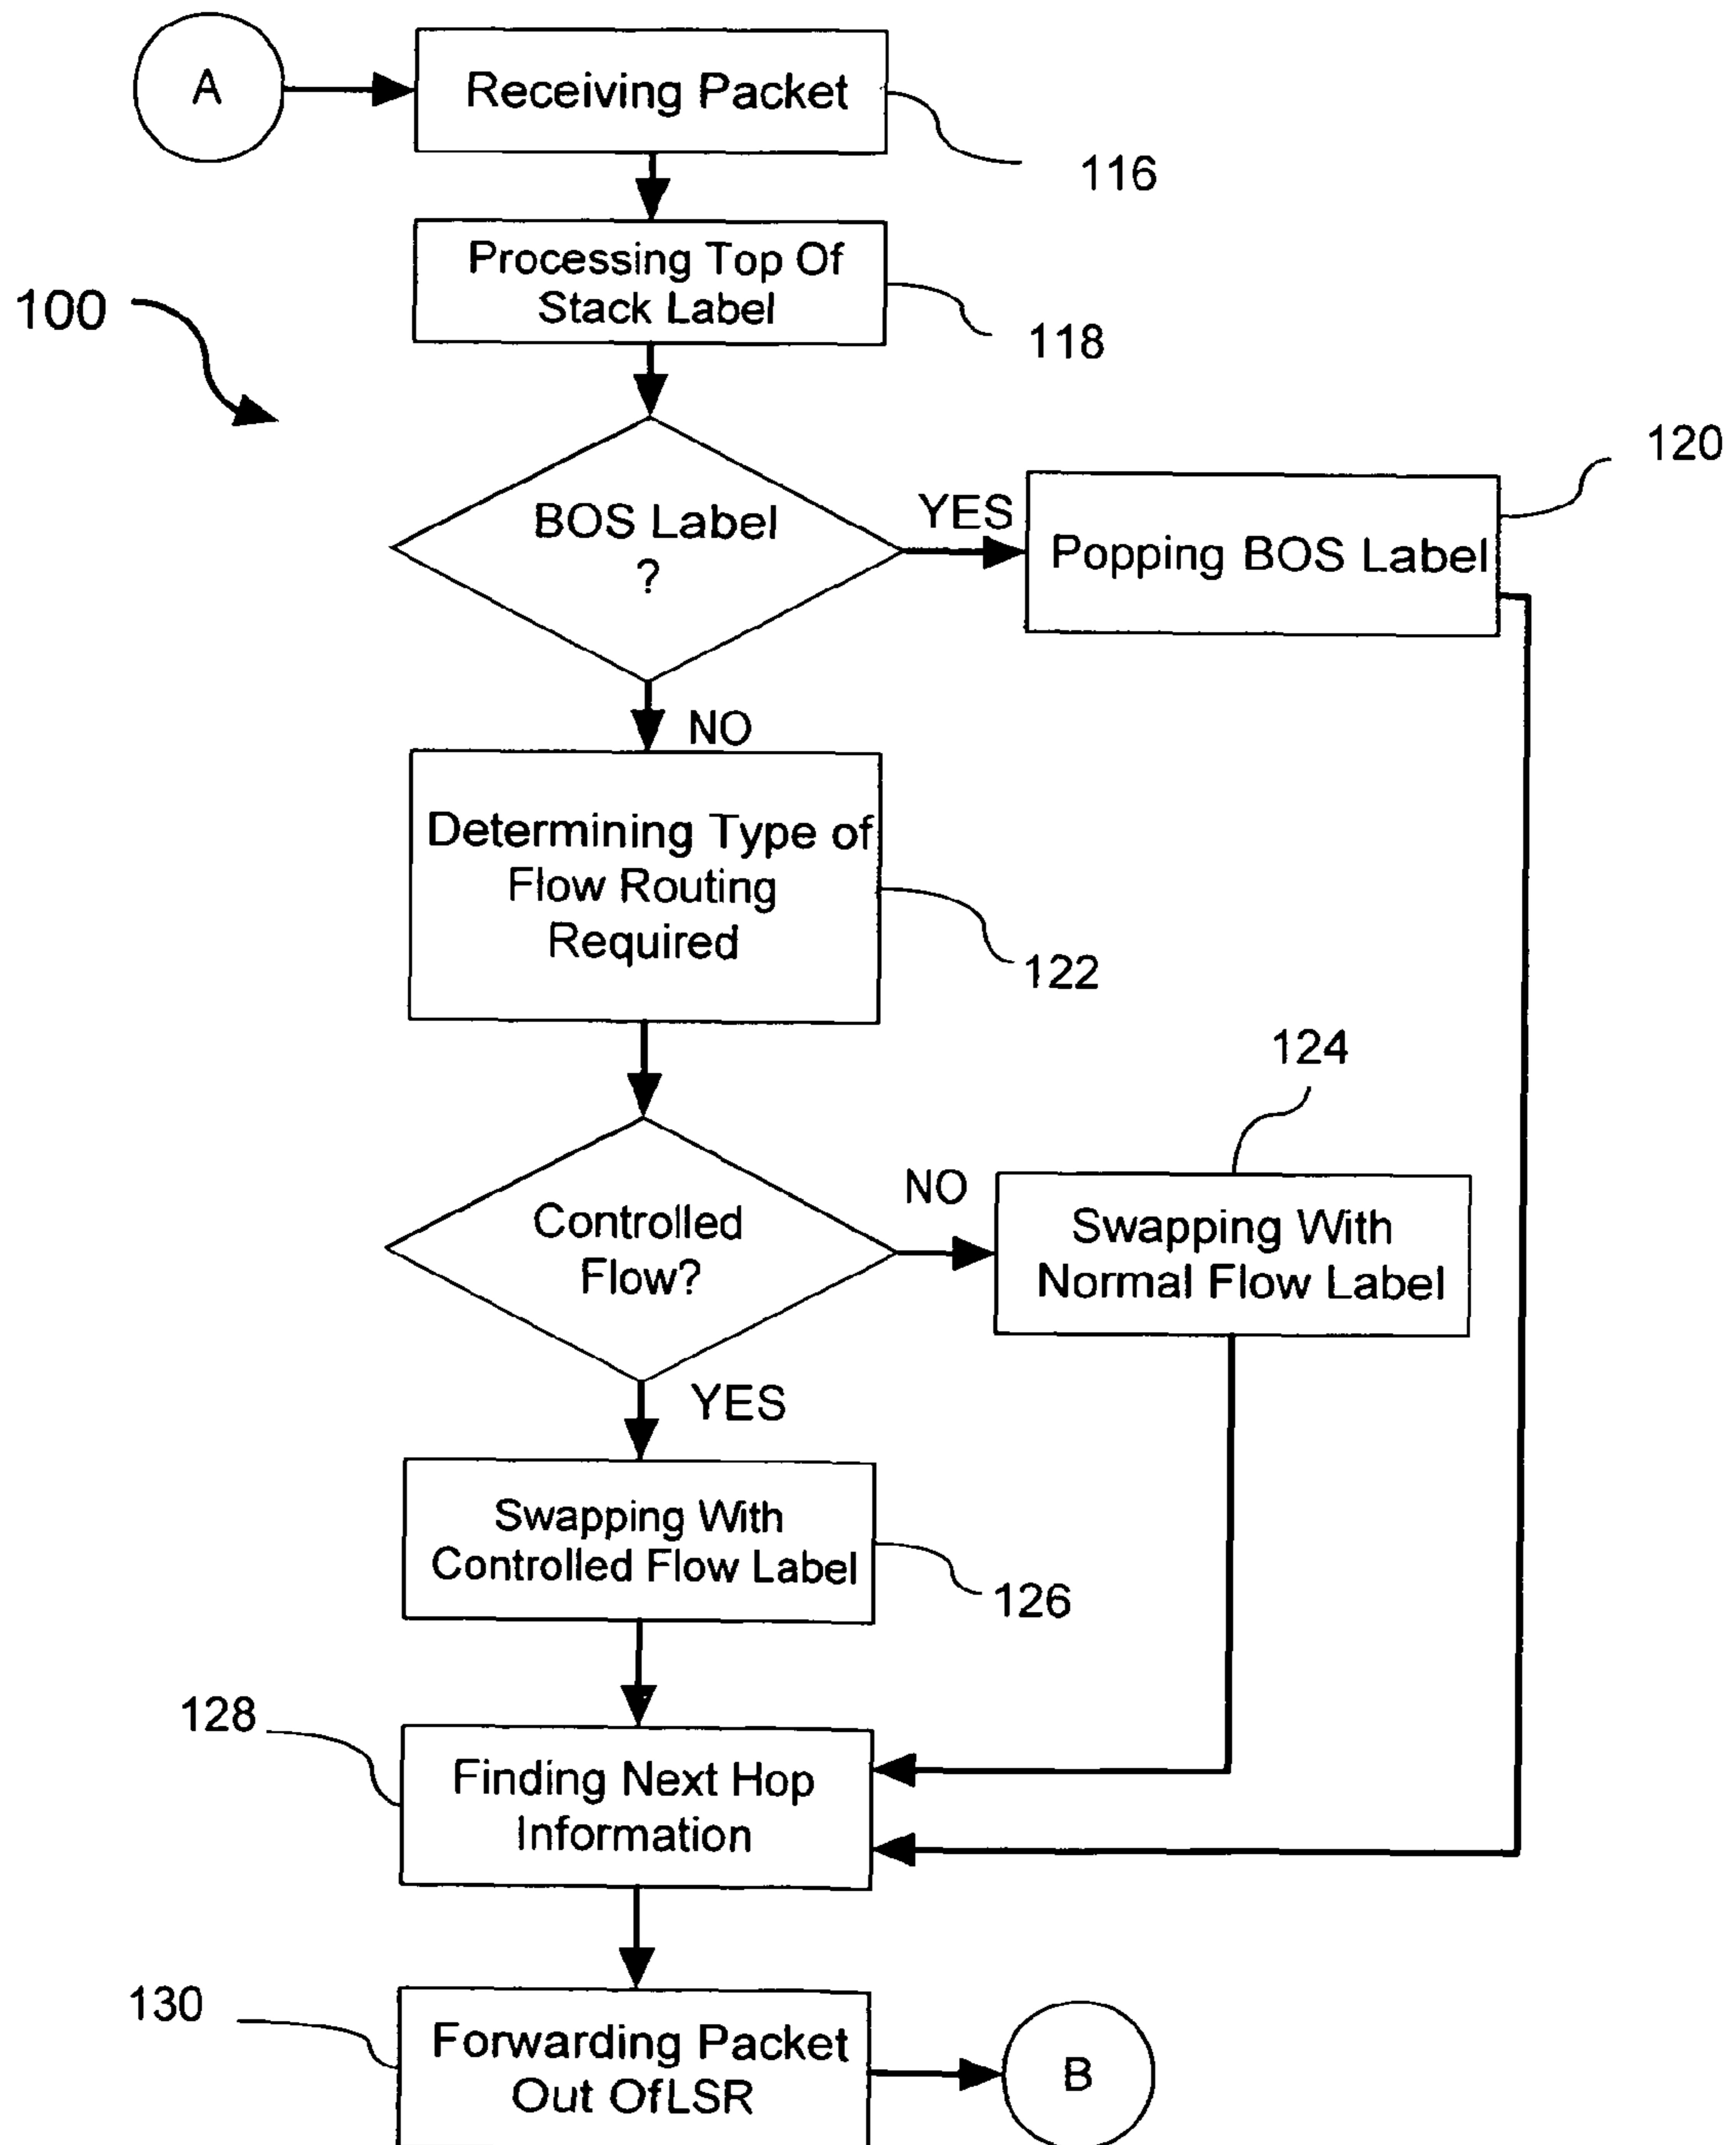 A
Receiving Packet
116
Processing Top Of
Stack Label
118
100
BOS Label
?
YES
Popping BOS Label
120
NO
Determining Type of
Flow Routing
Required
122
124
Controlled
Flow?
NO
Swapping With
Normal Flow Label
YES
Swapping With
Controlled Flow Label
126
128
Finding Next Hop
Information
130
Forwarding Packet
Out OfLSR
B